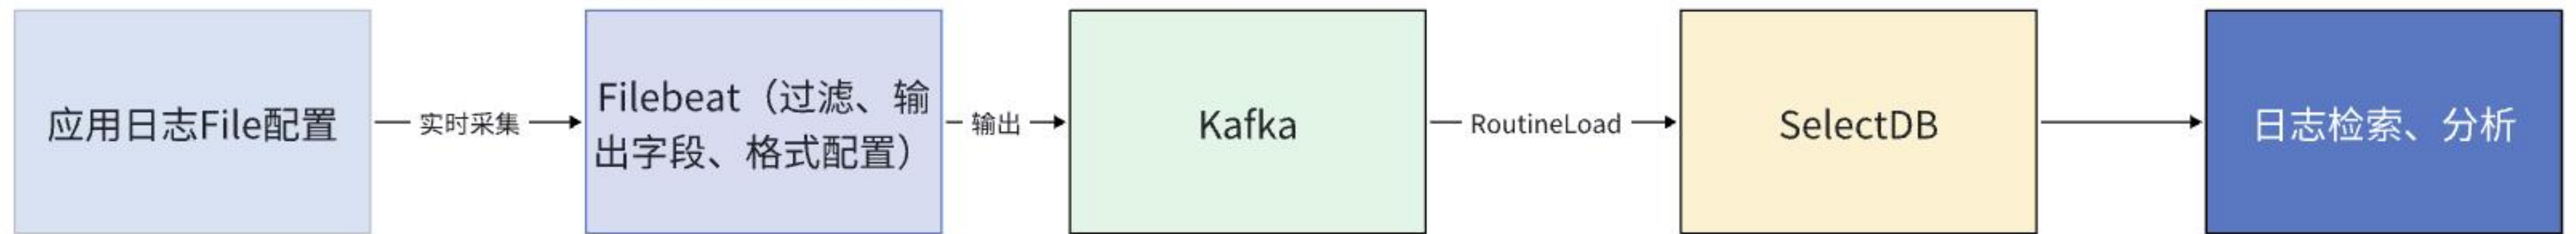 应用日志File配置
实时采集
Filebeat（过滤、输
出字段、格式配置）
输出
Kafka
RoutineLoad
SelectDB
日志检索、分析